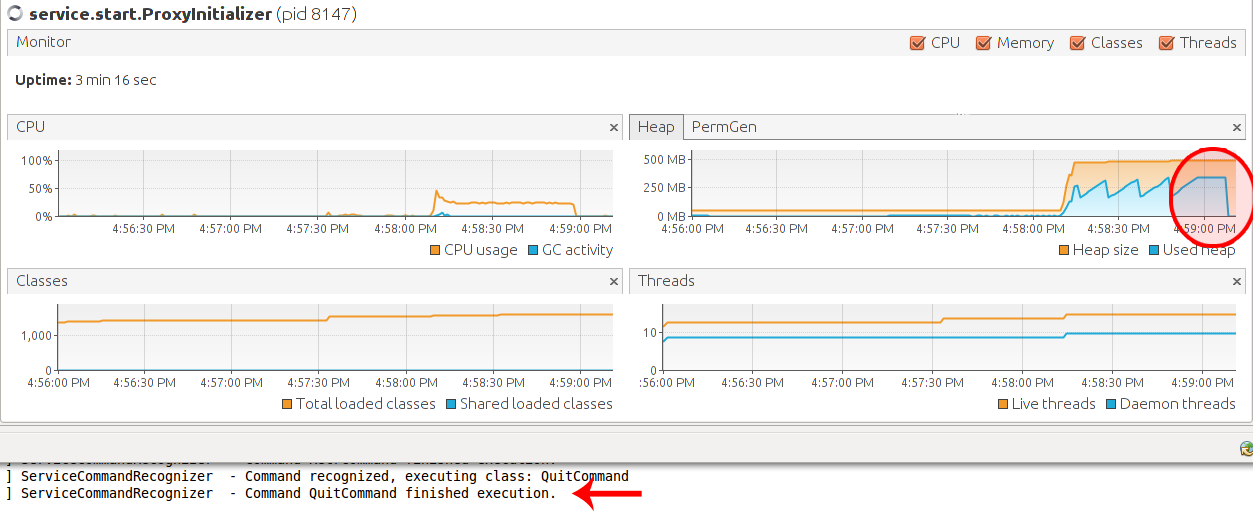 service.start.ProxyInitializer (pid 8147)
Monitor
CPU Memory Classes Threads
Uptime: 3 min 16 sec
CPU
100%
50%
0%
4:56:30 PM 4:57:00 PM 4:57:30 PM 4:58:00 PM 4:58:30 PM 4:59:00 PM
CPU usage GC activity
Heap PermGen
500 MB
250 MB
0 MB
4:56:00 PM 4:56:30 PM 4:57:00 PM 4:57:30 PM 4:58:00 PM 4:58:30 PM 4:59:00 PM
Heap size Used heap
Classes
1,000
0
4:56:00 PM 4:56:30 PM 4:57:00 PM 4:57:30 PM 4:58:00 PM 4:58:30 PM 4:59:00 PM
Total loaded classes Shared loaded classes
Threads
10
0
:56:00 PM 4:56:30 PM 4:57:00 PM 4:57:30 PM 4:58:00 PM 4:58:30 PM 4:59:00 PM
Live threads Daemon threads
] ServiceCommandRecognizer - Command recognized, executing class: QuitCommand
] ServiceCommandRecognizer - Command QuitCommand finished execution.